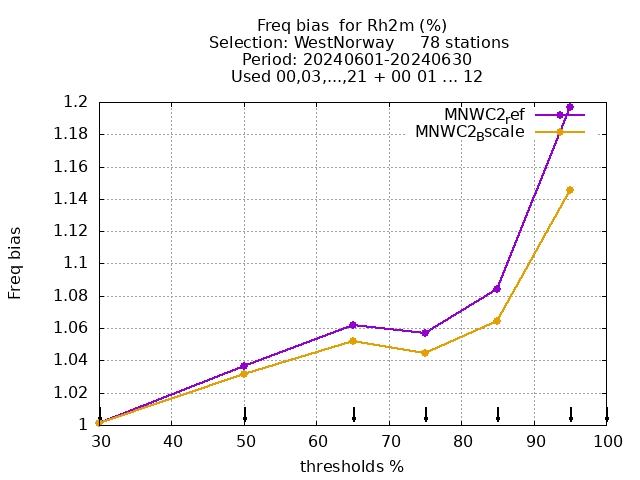 Freq bias for Rh2m (%)
Selection: WestNorway 78 stations
Period: 20240601-20240630
Used 00,03,...,21 + 00 01 ... 12
MNWC2_ref
MNWC2_Bscale
1.2
1.18
1.16
1.14
1.12
1.1
1.08
1.06
1.04
1.02
1
Freq bias
30 40 50 60 70 80 90 100
thresholds %